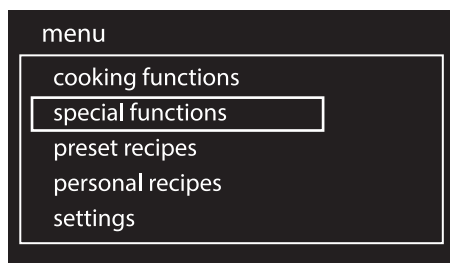 menu
cooking functions
special functions
preset recipes
personal recipes
settings